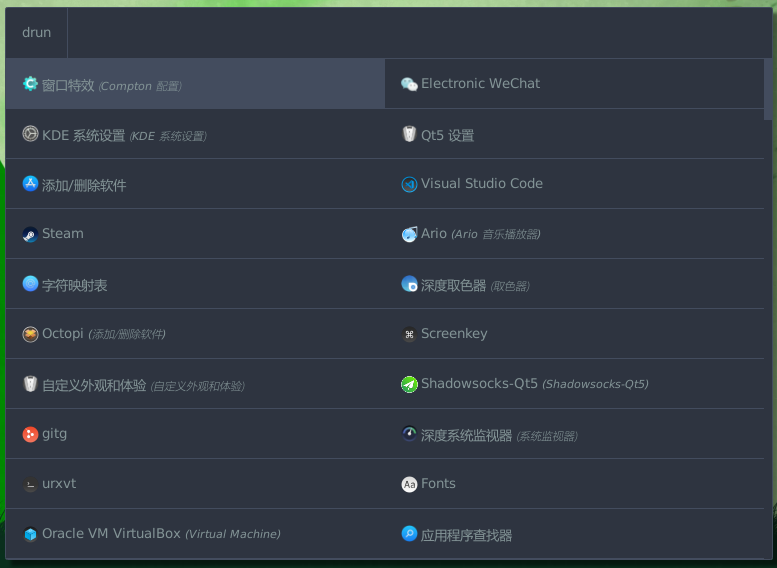 drun
窗口特效 (Compton 配置)
Electronic WeChat
KDE 系统设置 (KDE 系统设置)
Qt5 设置
添加/删除软件
Visual Studio Code
Steam
Ario (Ario 音乐播放器)
字符映射表
深度取色器 (取色器)
Octopi (添加/删除软件)
Screenkey
自定义外观和体验 (自定义外观和体验)
Shadowsocks-Qt5 (Shadowsocks-Qt5)
gitg
深度系统监视器 (系统监视器)
urxvt
Aa Fonts
Oracle VM VirtualBox (Virtual Machine)
应用程序查找器